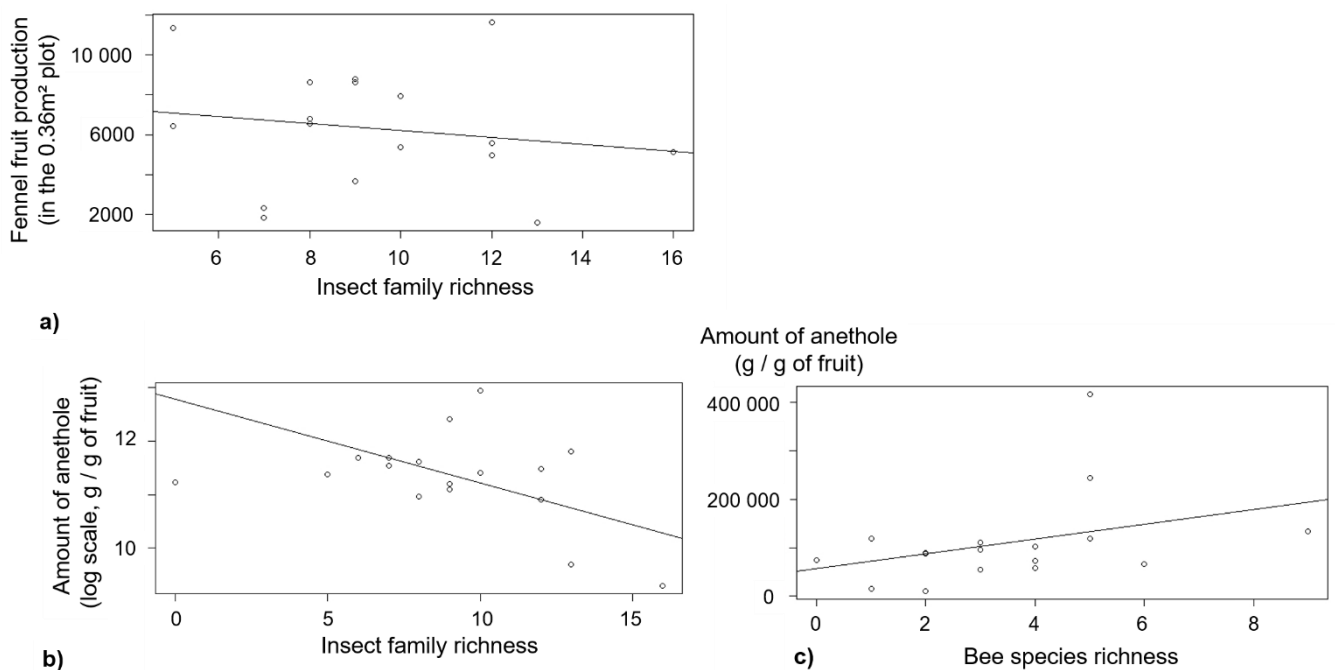 Fennel fruit production
(in the 0.36m² plot)
10 000
6000
2000
6 8 10 12 14 16
Insect family richness
a)
Amount of anethole
(log scale, g / g of fruit)
12
10
0 5 10 15
Insect family richness
b)
Amount of anethole
(g / g of fruit)
400 000
200 000
0
0 2 4 6 8
Bee species richness
c)